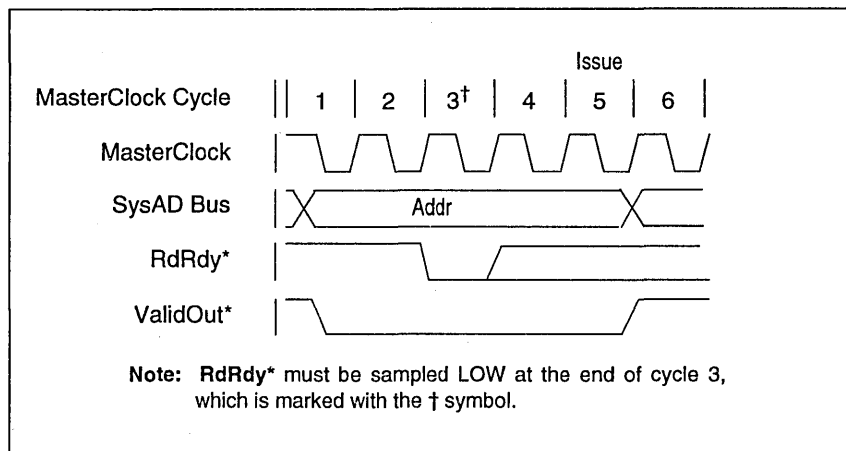 Issue
MasterClock Cycle 1 2 3† 4 5 6
MasterClock
SysAD Bus Addr
RdRdy*
ValidOut*
Note: RdRdy* must be sampled LOW at the end of cycle 3,
which is marked with the † symbol.